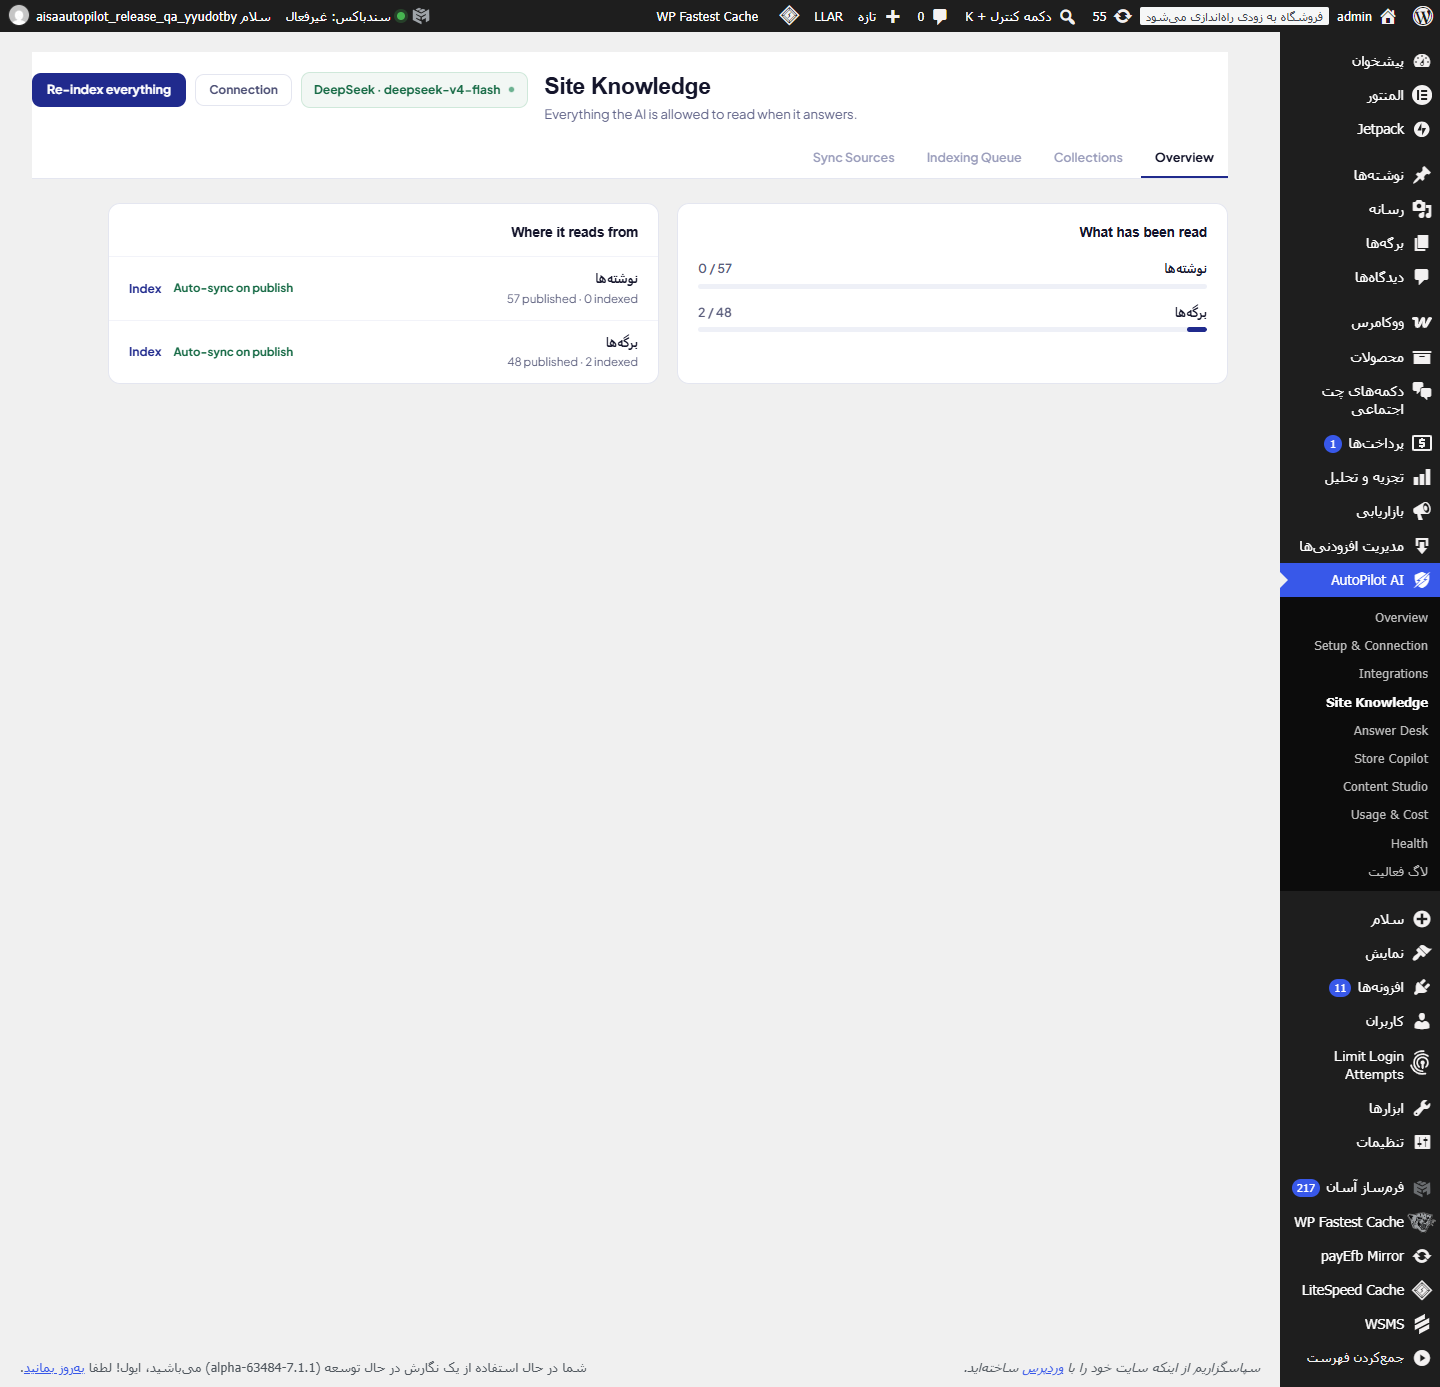 admin
فروشگاه به زودی راه‌اندازی می‌شود
55
دکمه کنترل + K
0
تازه
LLAR
WP Fastest Cache
سندباکس: غیرفعال
سلام aisaautopilot_release_qa_yyudotby
پیشخوان
المنتور
Jetpack
نوشته‌ها
رسانه
برگه‌ها
دیدگاه‌ها
ووکامرس
محصولات
دکمه‌های چت
اجتماعی
پرداخت‌ها 1
تجزیه و تحلیل
بازاریابی
مدیریت افزودنی‌ها
AutoPilot AI
Overview
Setup & Connection
Integrations
Site Knowledge
Answer Desk
Store Copilot
Content Studio
Usage & Cost
Health
لاگ فعالیت
سلام
نمایش
افزونه‌ها 11
کاربران
Limit Login
Attempts
ابزارها
تنظیمات
فرم‌ساز آسان 217
WP Fastest Cache
payEfb Mirror
LiteSpeed Cache
WSMS
جمع‌کردن فهرست
Site Knowledge
Everything the AI is allowed to read when it answers.
DeepSeek · deepseek-v4-flash
Connection
Re-index everything
Overview
Collections
Indexing Queue
Sync Sources
What has been read
نوشته‌ها
0 / 57
برگه‌ها
2 / 48
Where it reads from
نوشته‌ها
57 published · 0 indexed
Auto-sync on publish
Index
برگه‌ها
48 published · 2 indexed
Auto-sync on publish
Index
سپاسگزاریم از اینکه سایت خود را با وردپرس ساخته‌اید.
شما در حال استفاده از یک نگارش در حال توسعه (7.1.1-alpha-63484) می‌باشید، ایول! لطفا به‌روز بمانید.